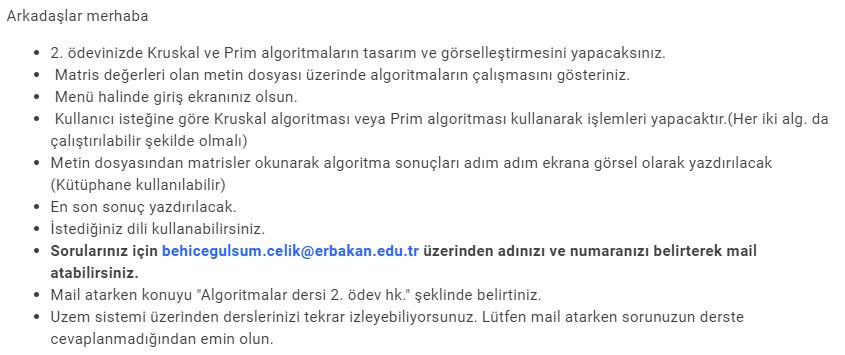 Arkadaşlar merhaba
• 2. ödevinizde Kruskal ve Prim algoritmaların tasarım ve görselleştirmesini yapacaksınız.
• Matris değerleri olan metin dosyası üzerinde algoritmaların çalışmasını gösteriniz.
• Menü halinde giriş ekranınız olsun.
• Kullanıcı isteğine göre Kruskal algoritması veya Prim algoritması kullanarak işlemleri yapacaktır.(Her iki alg. da
çalıştırılabilir şekilde olmalı)
• Metin dosyasından matrisler okunarak algoritma sonuçları adım adım ekrana görsel olarak yazdırılacak
(Kütüphane kullanılabilir)
• En son sonuç yazdırılacak.
• İstediğiniz dili kullanabilirsiniz.
• Sorularınız için behicegulsum.celik@erbakan.edu.tr üzerinden adınızı ve numaranızı belirterek mail
atabilirsiniz.
• Mail atarken konuyu "Algoritmalar dersi 2. ödev hk." şeklinde belirtiniz.
• Uzem sistemi üzerinden derslerinizi tekrar izleyebiliyorsunuz. Lütfen mail atarken sorunuzun derste
cevaplanmadığından emin olun.